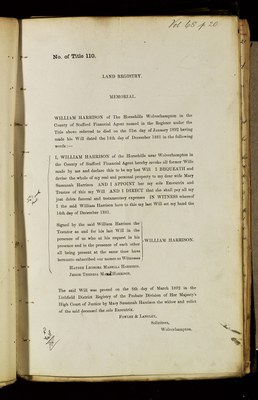 Vol 68 p 20
No. of Title 110.
LAND REGISTRY.
MEMORIAL.
WILLIAM HARRISON of The Horsehills Wolverhampton in the
County of Stafford Financial Agent named in the Register under the
Title above referred to died on the 31st day of January 1892 having
made his Will dated the 14th day of December 1881 in the following
words :—
I, WILLIAM HARRISON of the Horsehills near Wolverhampton in
the County of Stafford Financial Agent hereby revoke all former Wills
made by me and declare this to be my last Will I BEQUEATH and
devise the whole of my real and personal property to my dear wife Mary
Susannah Harrison AND I APPOINT her my sole Executrix and
Trustee of this my Will AND I DIRECT that she shall pay all my
just debts funeral and testamentary expenses IN WITNESS whereof
I the said William Harrison have to this my last Will set my hand the
14th day of December 1881.
Signed by the said William Harrison the
Testator as and for his last Will in the
presence of us who at his request in his
presence and in the presence of each other
all being present at the same time have
hereunto subscribed our names as Witnesses
WILLIAM HARRISON.
HARRISON.
HARRISON.
The said Will was proved on the 8th day of March 1892 in the
Lichfield District Registry of the Probate Division of Her Majesty's
High Court of Justice by Mary Susannah Harrison the widow and relict
of the said deceased the sole Executrix.
FOWLER & LANGLEY,
Solicitors,
Wolverhampton.